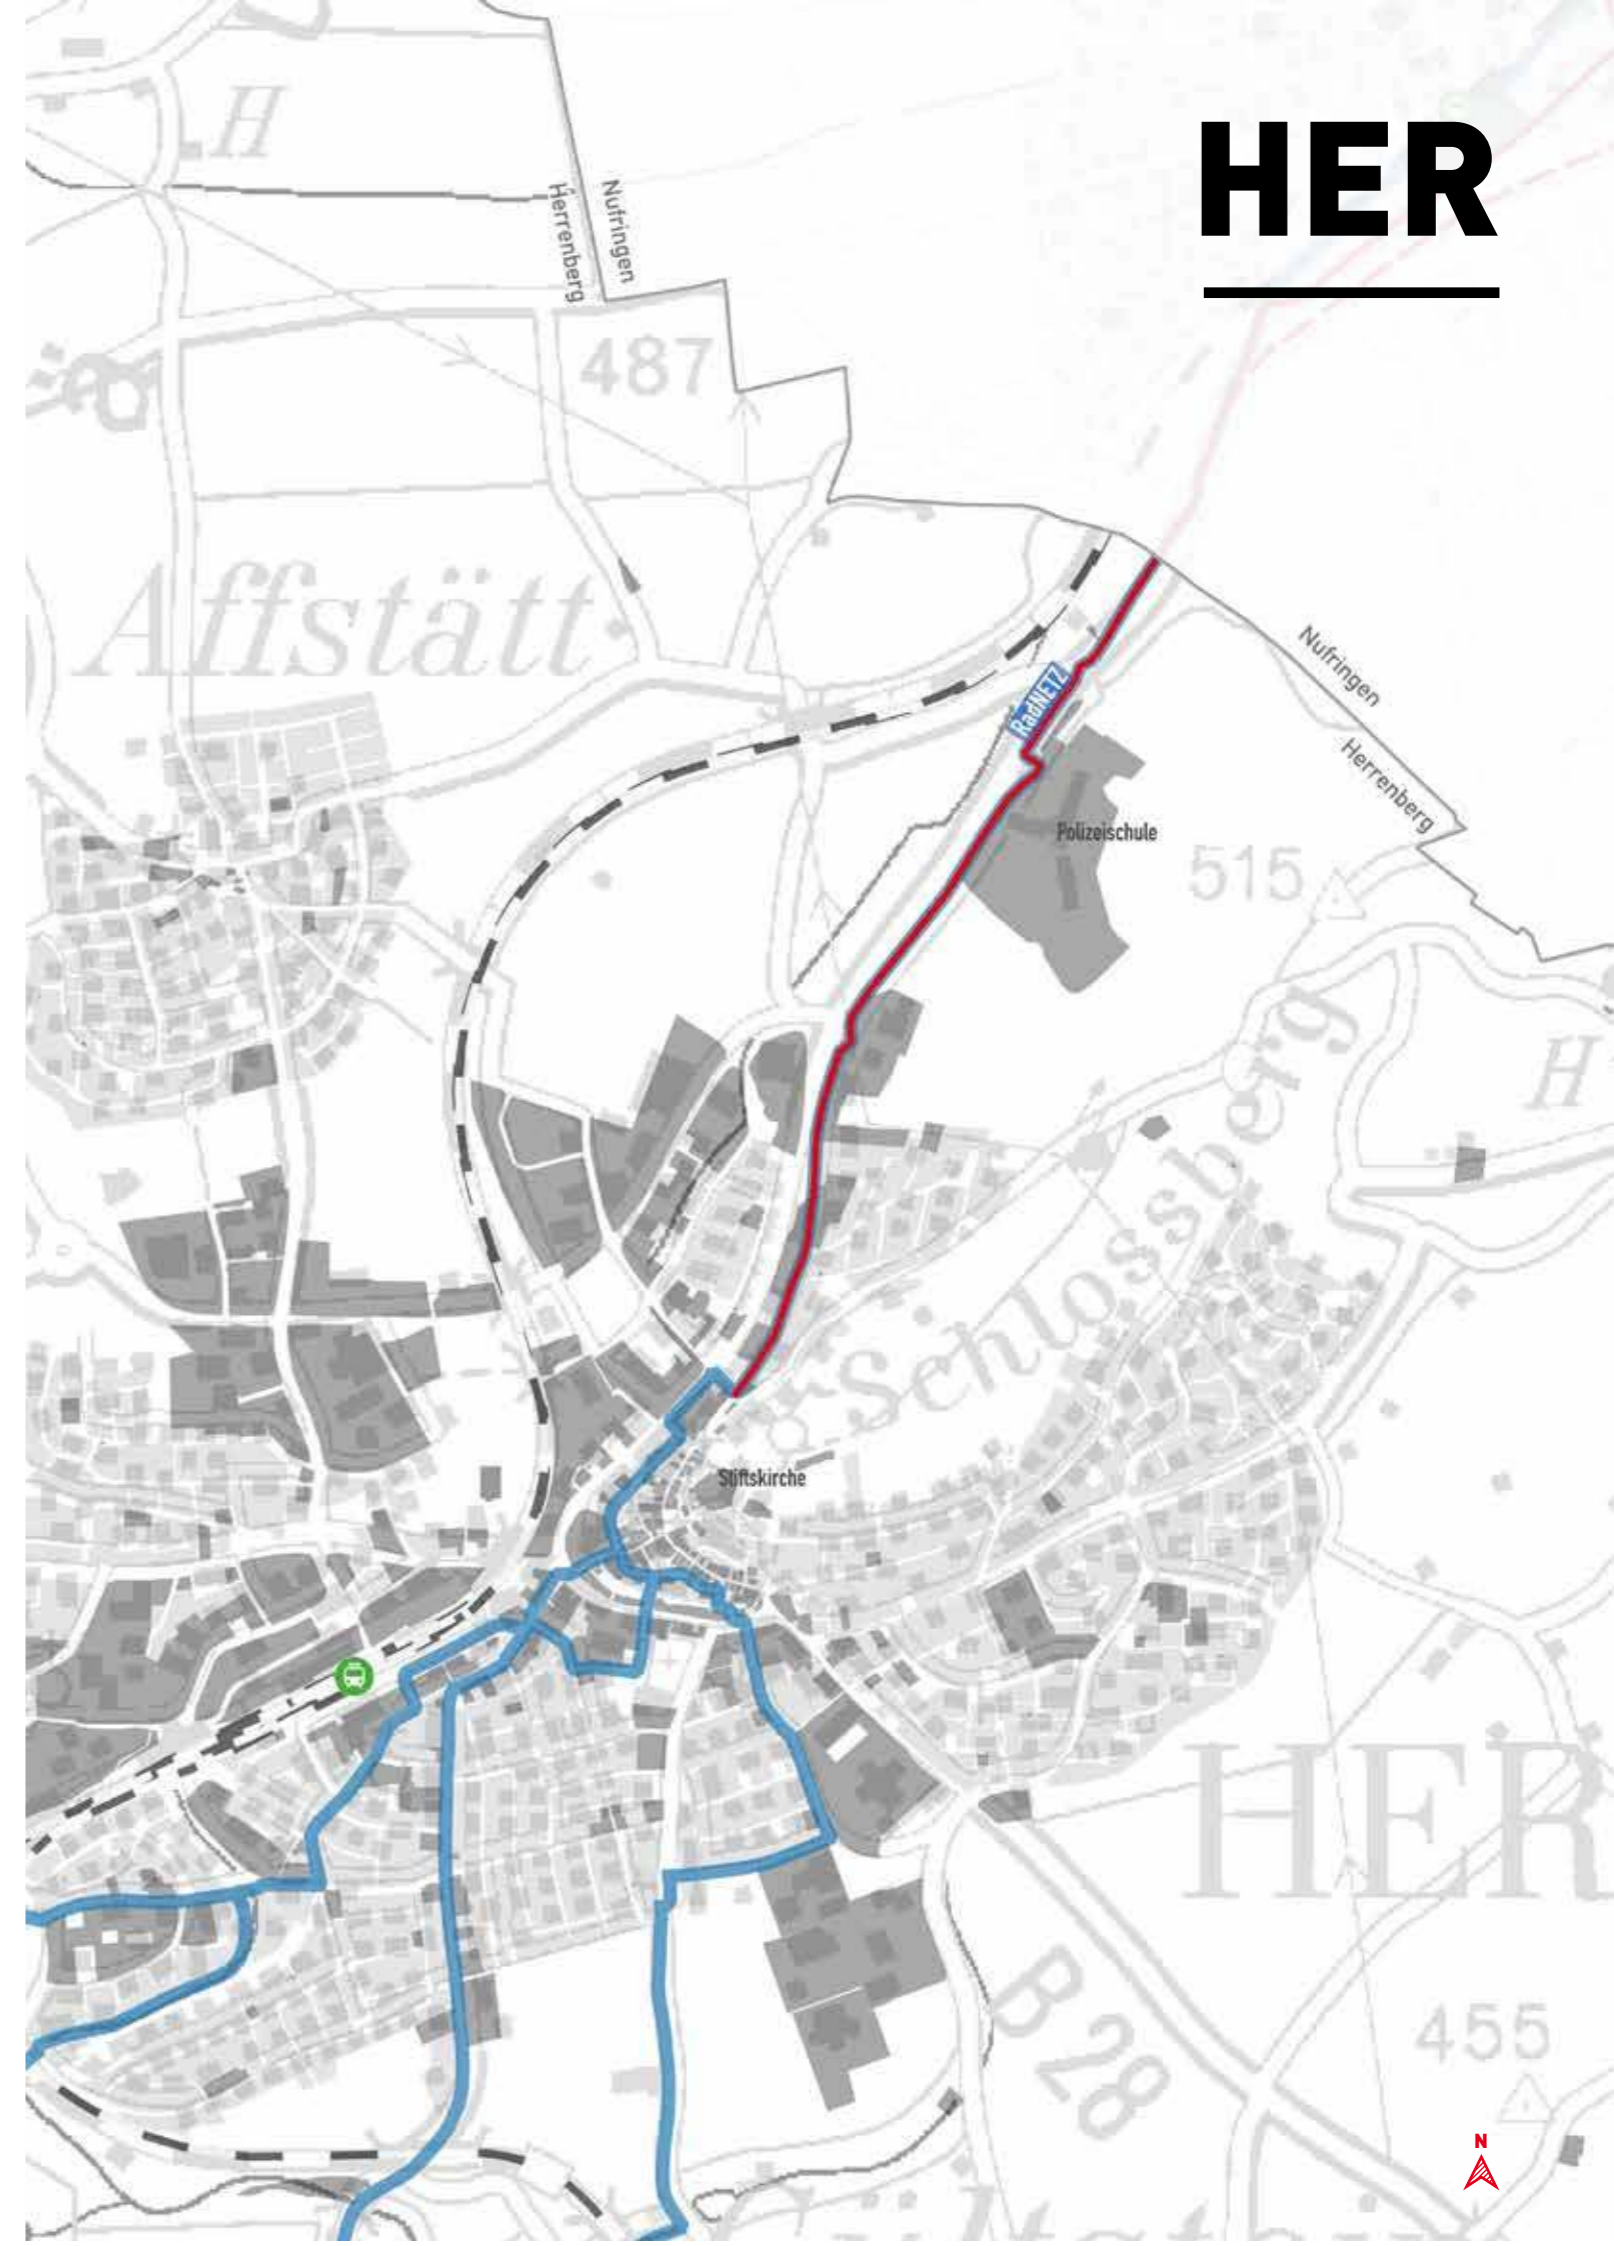 HER
H
Herrenberg
Nufringen
487
Affstätt
Nufringen
RadNETZ
Herrenberg
Polizeischule
515
H
Schlossberg
Stiftskirche
HER
B 28
455
N